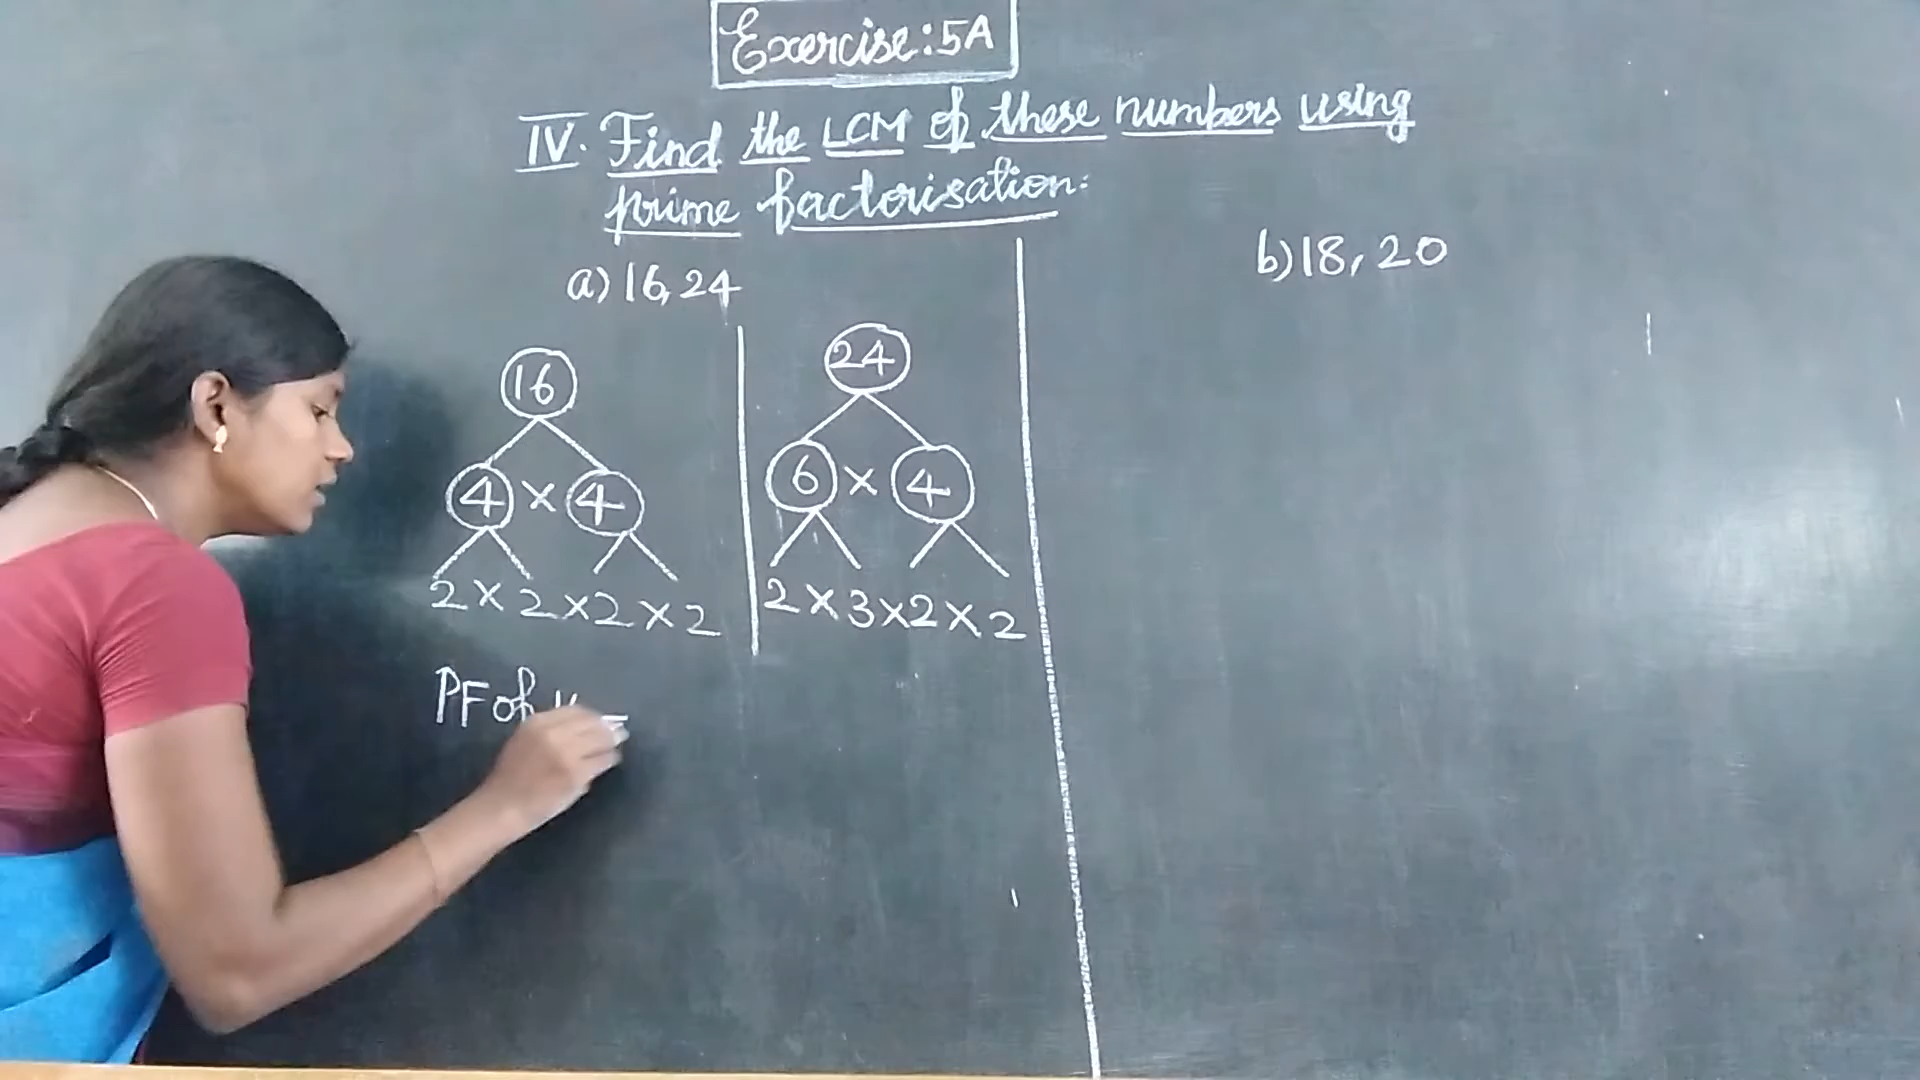 Exercise:5A
IV. Find the LCM of these numbers using
prime factorisation:
a) 16, 24
b) 18, 20
16
24
4 × 4
6 × 4
2 × 2 × 2 × 2
2 × 3 × 2 × 2
PF of